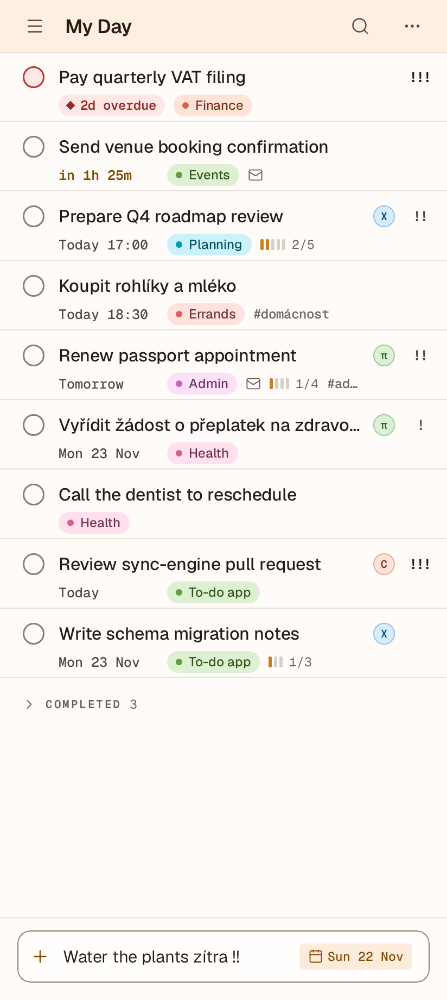 My Day
Pay quarterly VAT filing !!!
2d overdue Finance
Send venue booking confirmation
in 1h 25m Events
Prepare Q4 roadmap review X !!
Today 17:00 Planning 2/5
Koupit rohlíky a mléko
Today 18:30 Errands #domácnost
Renew passport appointment π !!
Tomorrow Admin 1/4 #ad…
Vyřídit žádost o přeplatek na zdravo… π !
Mon 23 Nov Health
Call the dentist to reschedule
Health
Review sync-engine pull request C !!!
Today To-do app
Write schema migration notes X
Mon 23 Nov To-do app 1/3
COMPLETED 3
Water the plants zítra !! Sun 22 Nov